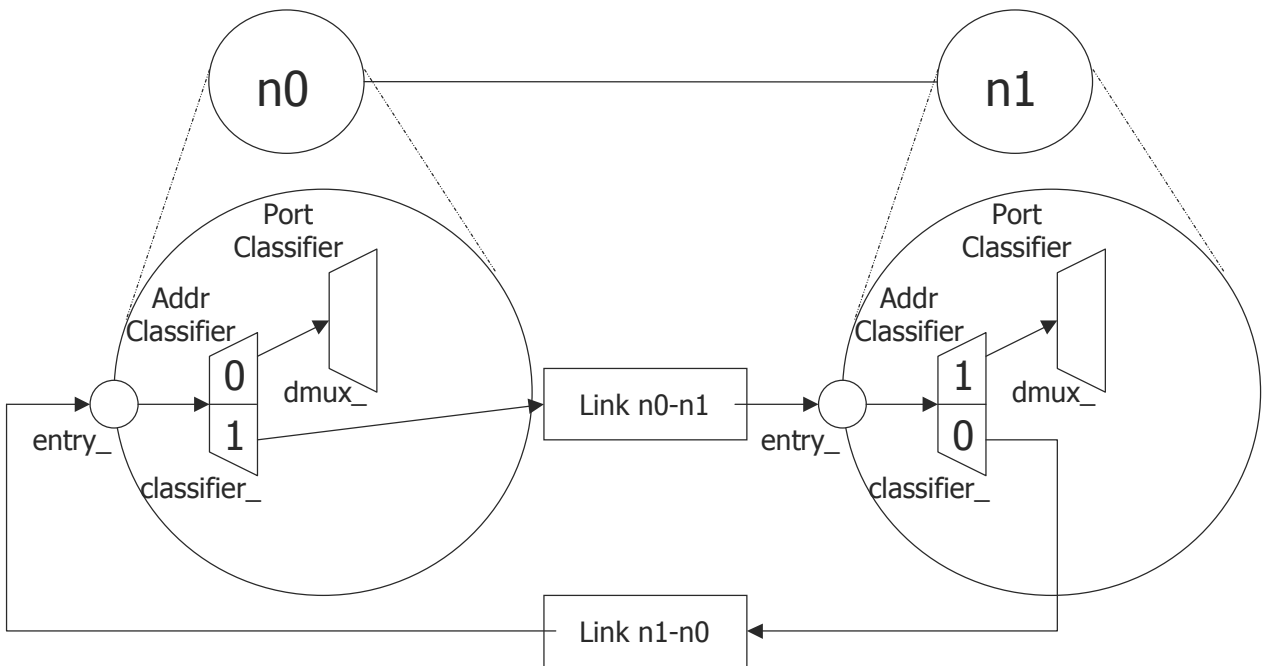 n0
n1
Port
Classifier
Addr
Classifier
0
1
dmux_
entry_
classifier_
Link n0-n1
Port
Classifier
Addr
Classifier
1
0
dmux_
entry_
classifier_
Link n1-n0